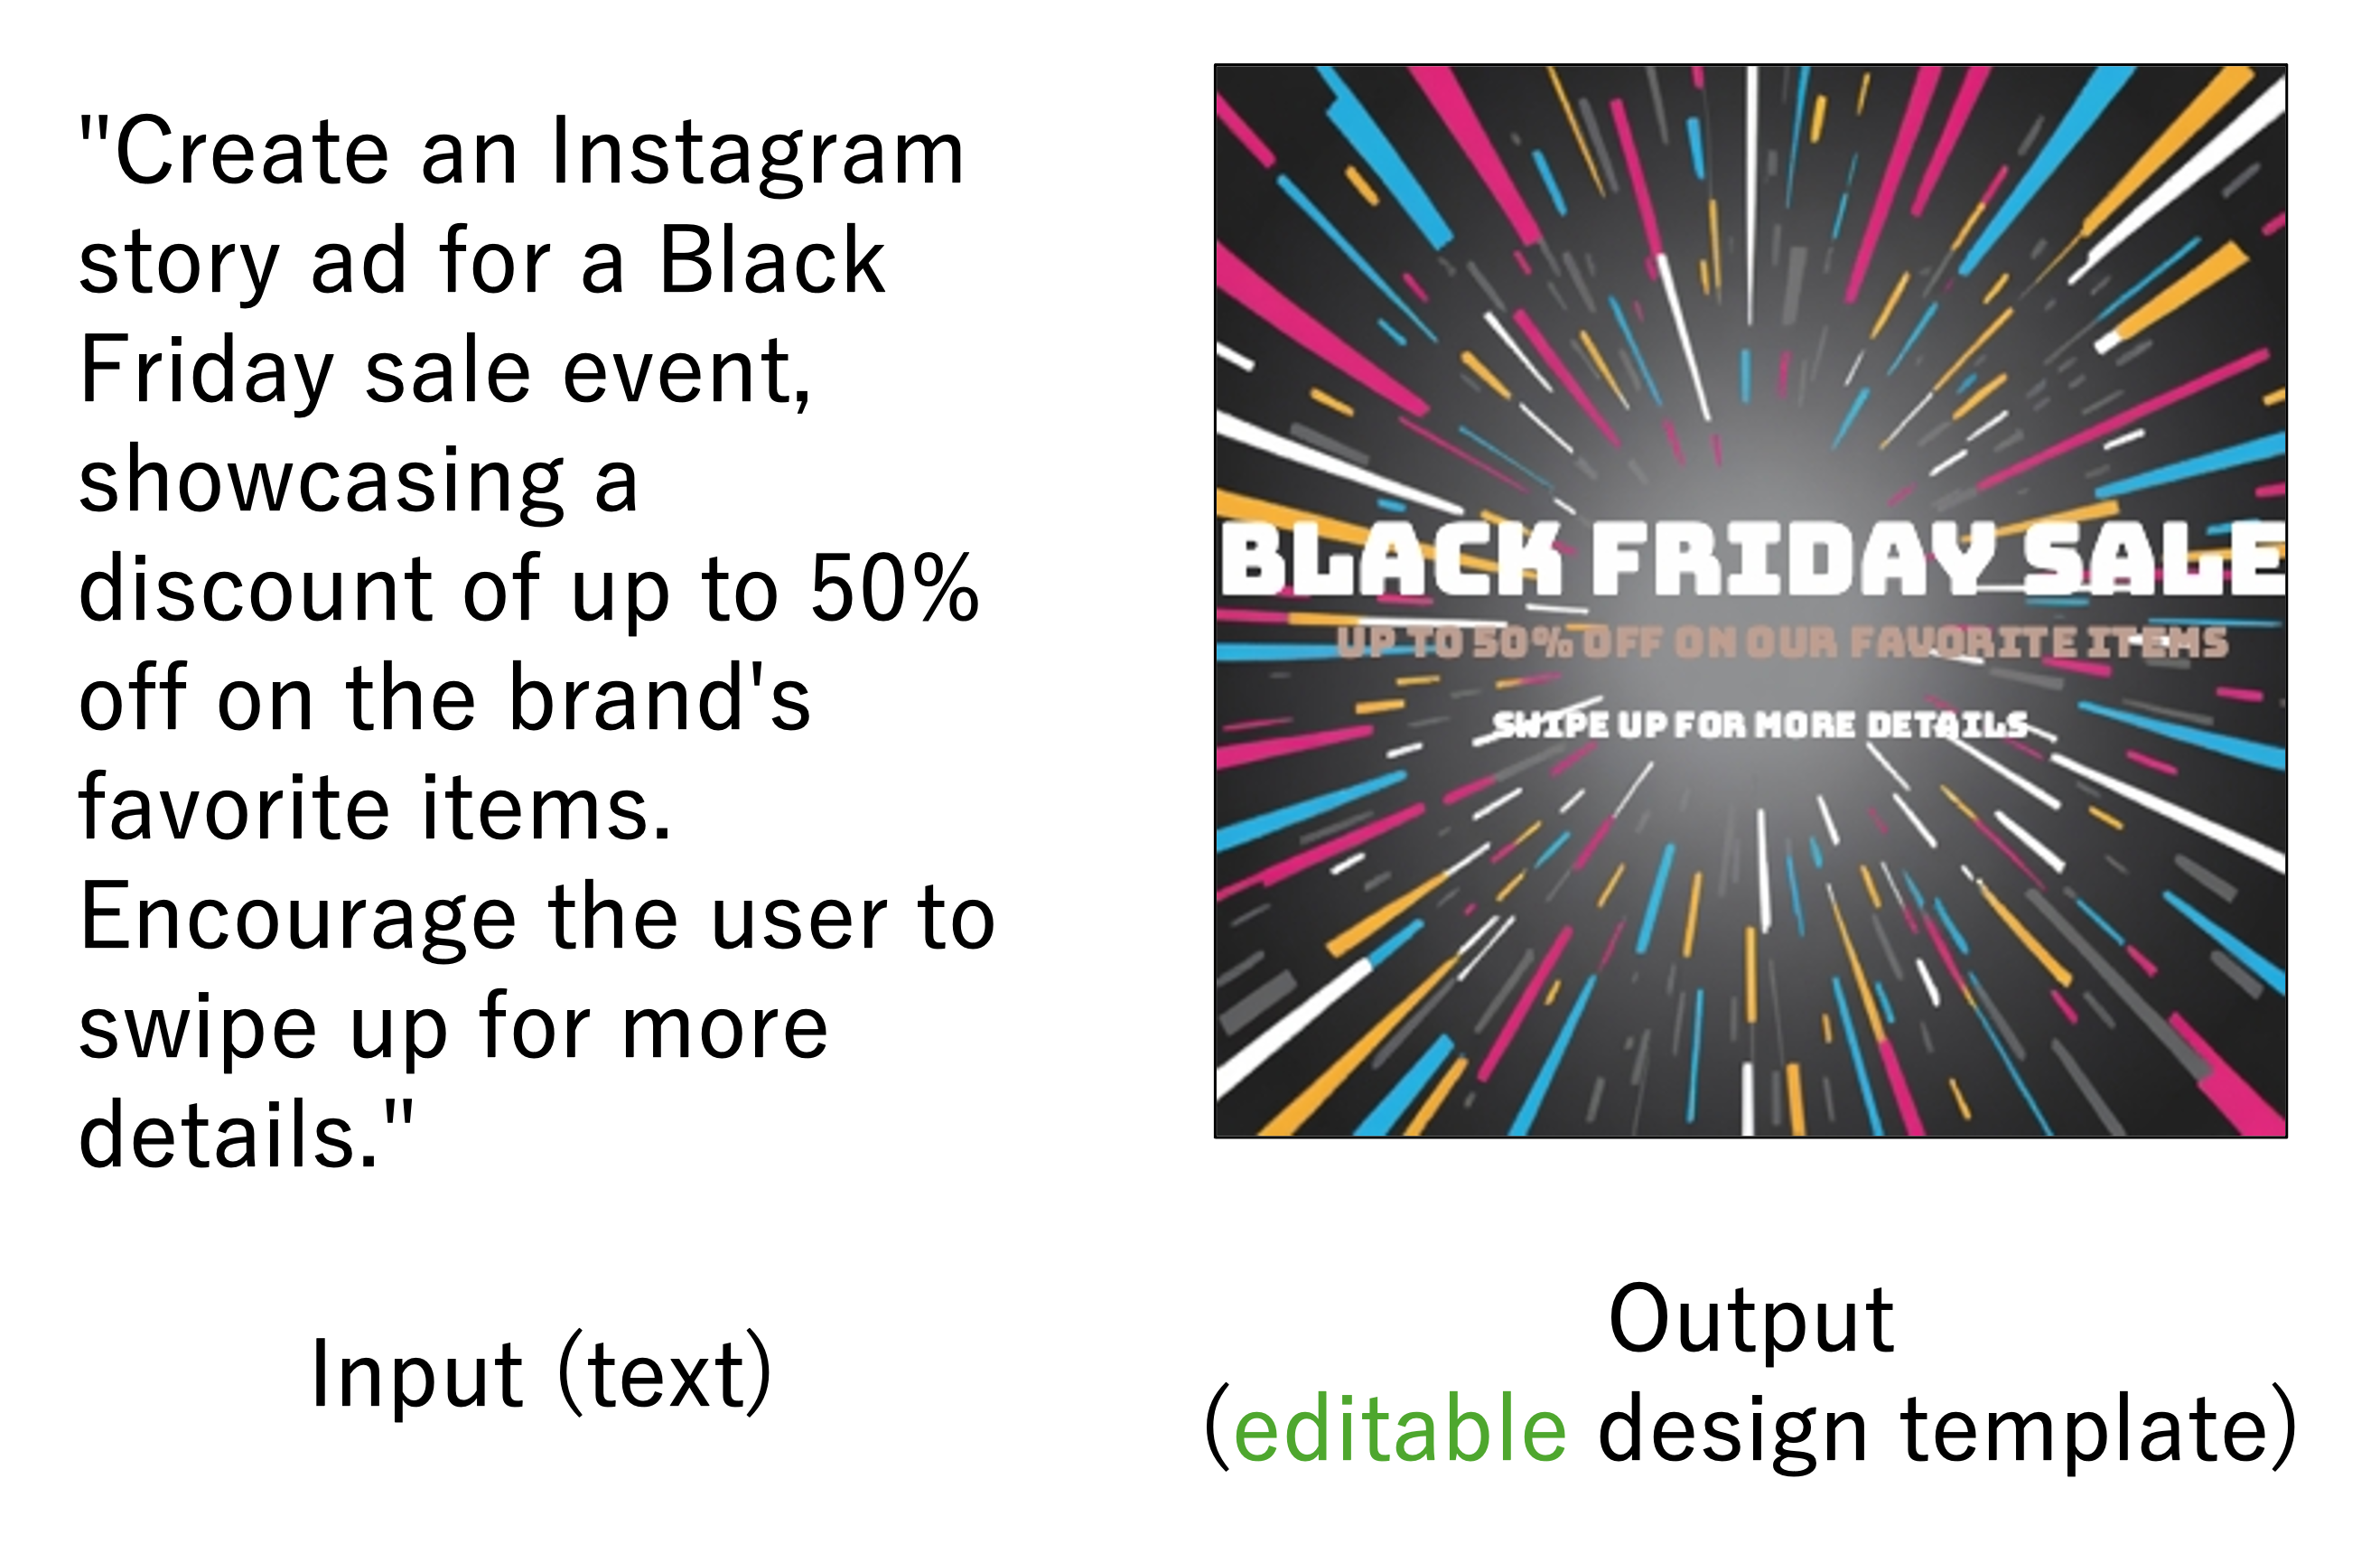 "Create an Instagram
story ad for a Black
Friday sale event,
showcasing a
discount of up to 50%
off on the brand's
favorite items.
Encourage the user to
swipe up for more
details."
Input (text)
BLACK FRIDAY SALE
UP TO 50% OFF ON OUR FAVORITE ITEMS
SWIPE UP FOR MORE DETAILS
Output
(editable design template)